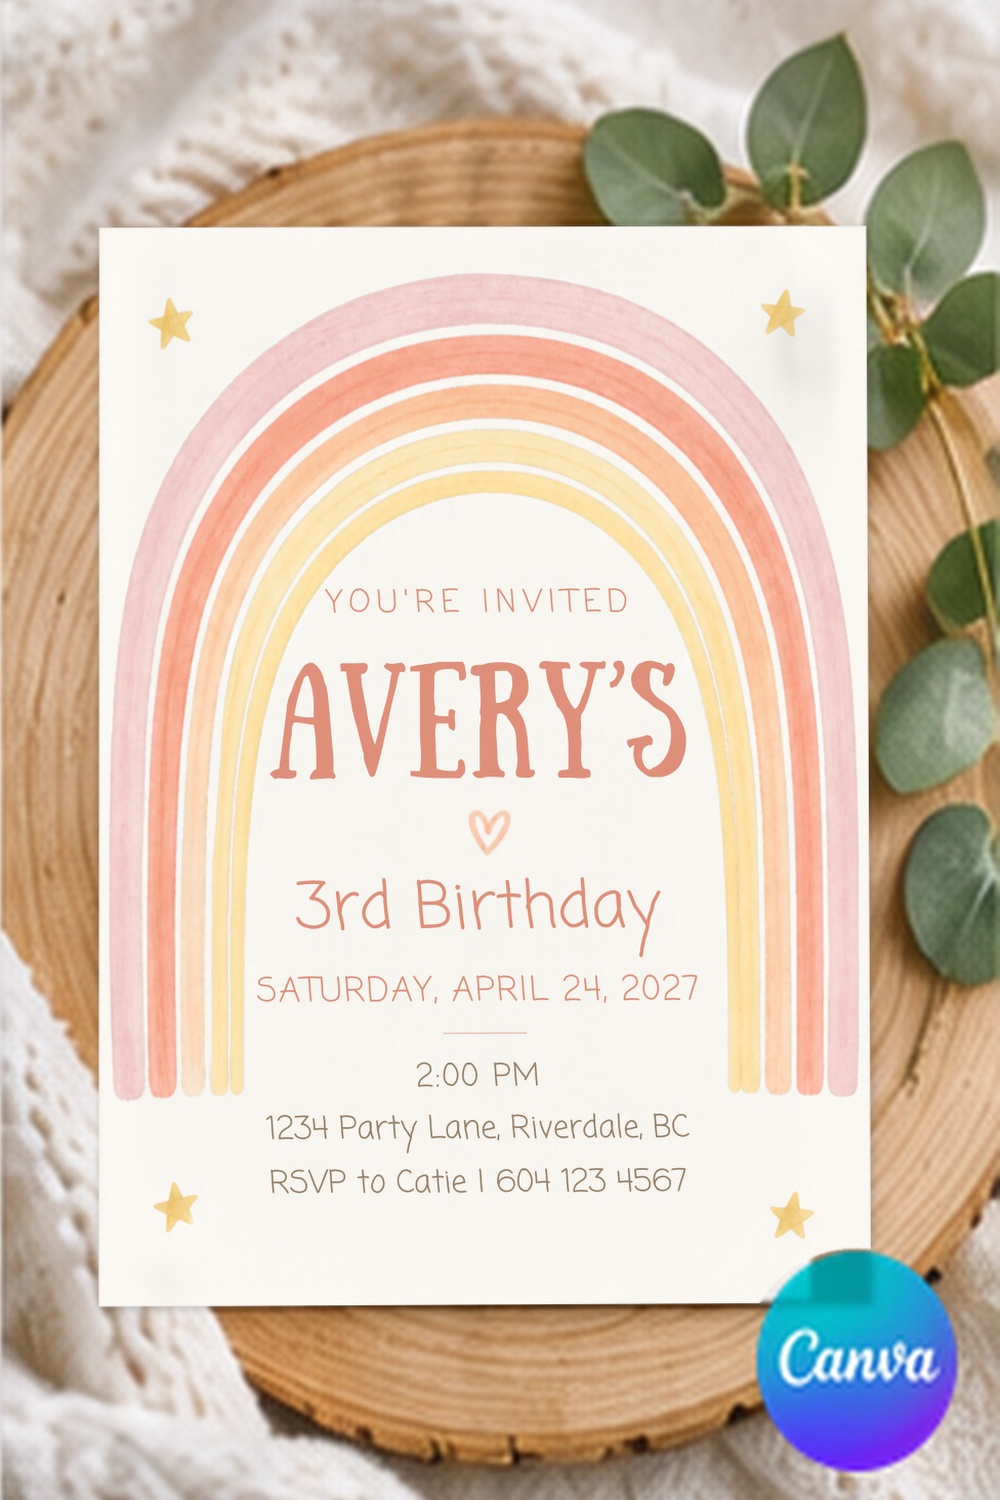 YOU'RE INVITED
AVERY'S
3rd Birthday
SATURDAY, APRIL 24, 2027
2:00 PM
1234 Party Lane, Riverdale, BC
RSVP to Catie | 604 123 4567
Canva